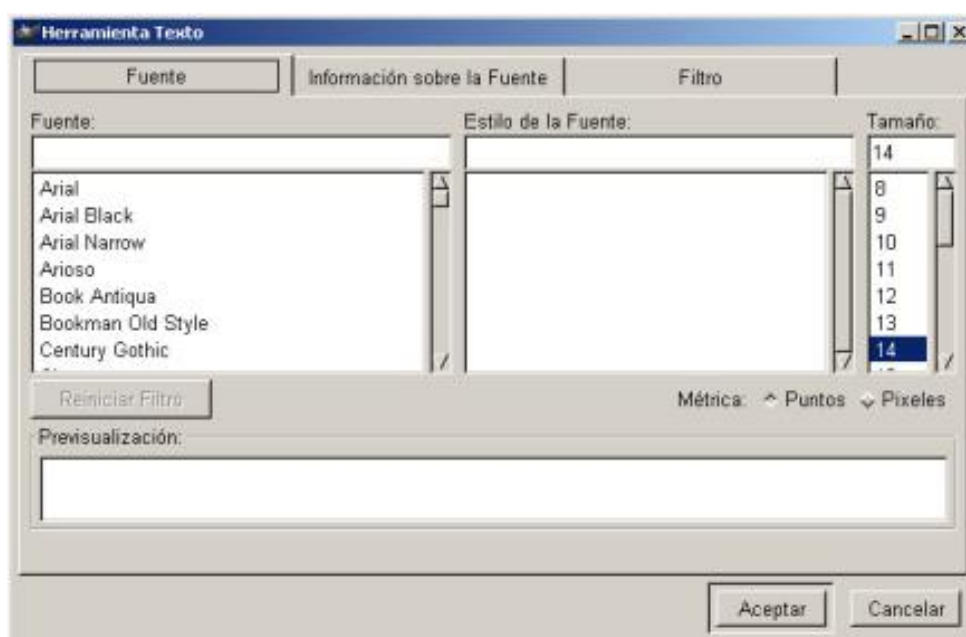 Herramienta Texto
Fuente Información sobre la Fuente Filtro
Fuente: Estilo de la Fuente: Tamaño:
14
Arial 8
Arial Black 9
Arial Narrow 10
Arioso 11
Book Antiqua 12
Bookman Old Style 13
Century Gothic 14
Reiniciar Filtro Métrica: Puntos Pixeles
Previsualización:
Aceptar Cancelar